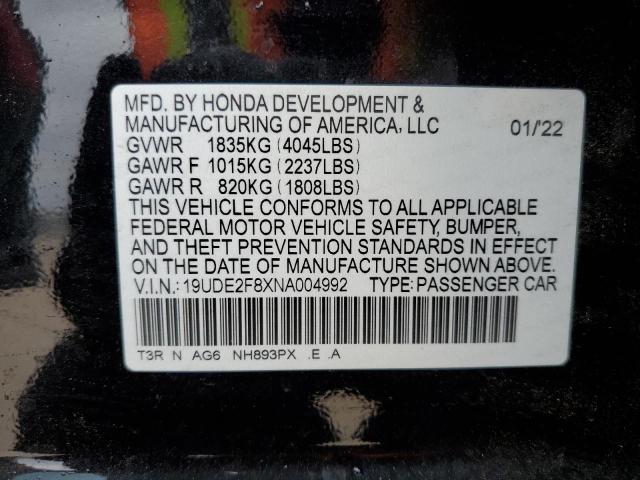 MFD. BY HONDA DEVELOPMENT &
MANUFACTURING OF AMERICA, LLC 01/'22
GVWR 1835KG (4045LBS)
GAWR F 1015KG (2237LBS)
GAWR R 820KG (1808LBS)
THIS VEHICLE CONFORMS TO ALL APPLICABLE
FEDERAL MOTOR VEHICLE SAFETY, BUMPER,
AND THEFT PREVENTION STANDARDS IN EFFECT
ON THE DATE OF MANUFACTURE SHOWN ABOVE.
V.I.N.: 19UDE2F8XNA004992 TYPE: PASSENGER CAR
T3R N AG6 NH893PX .E .A